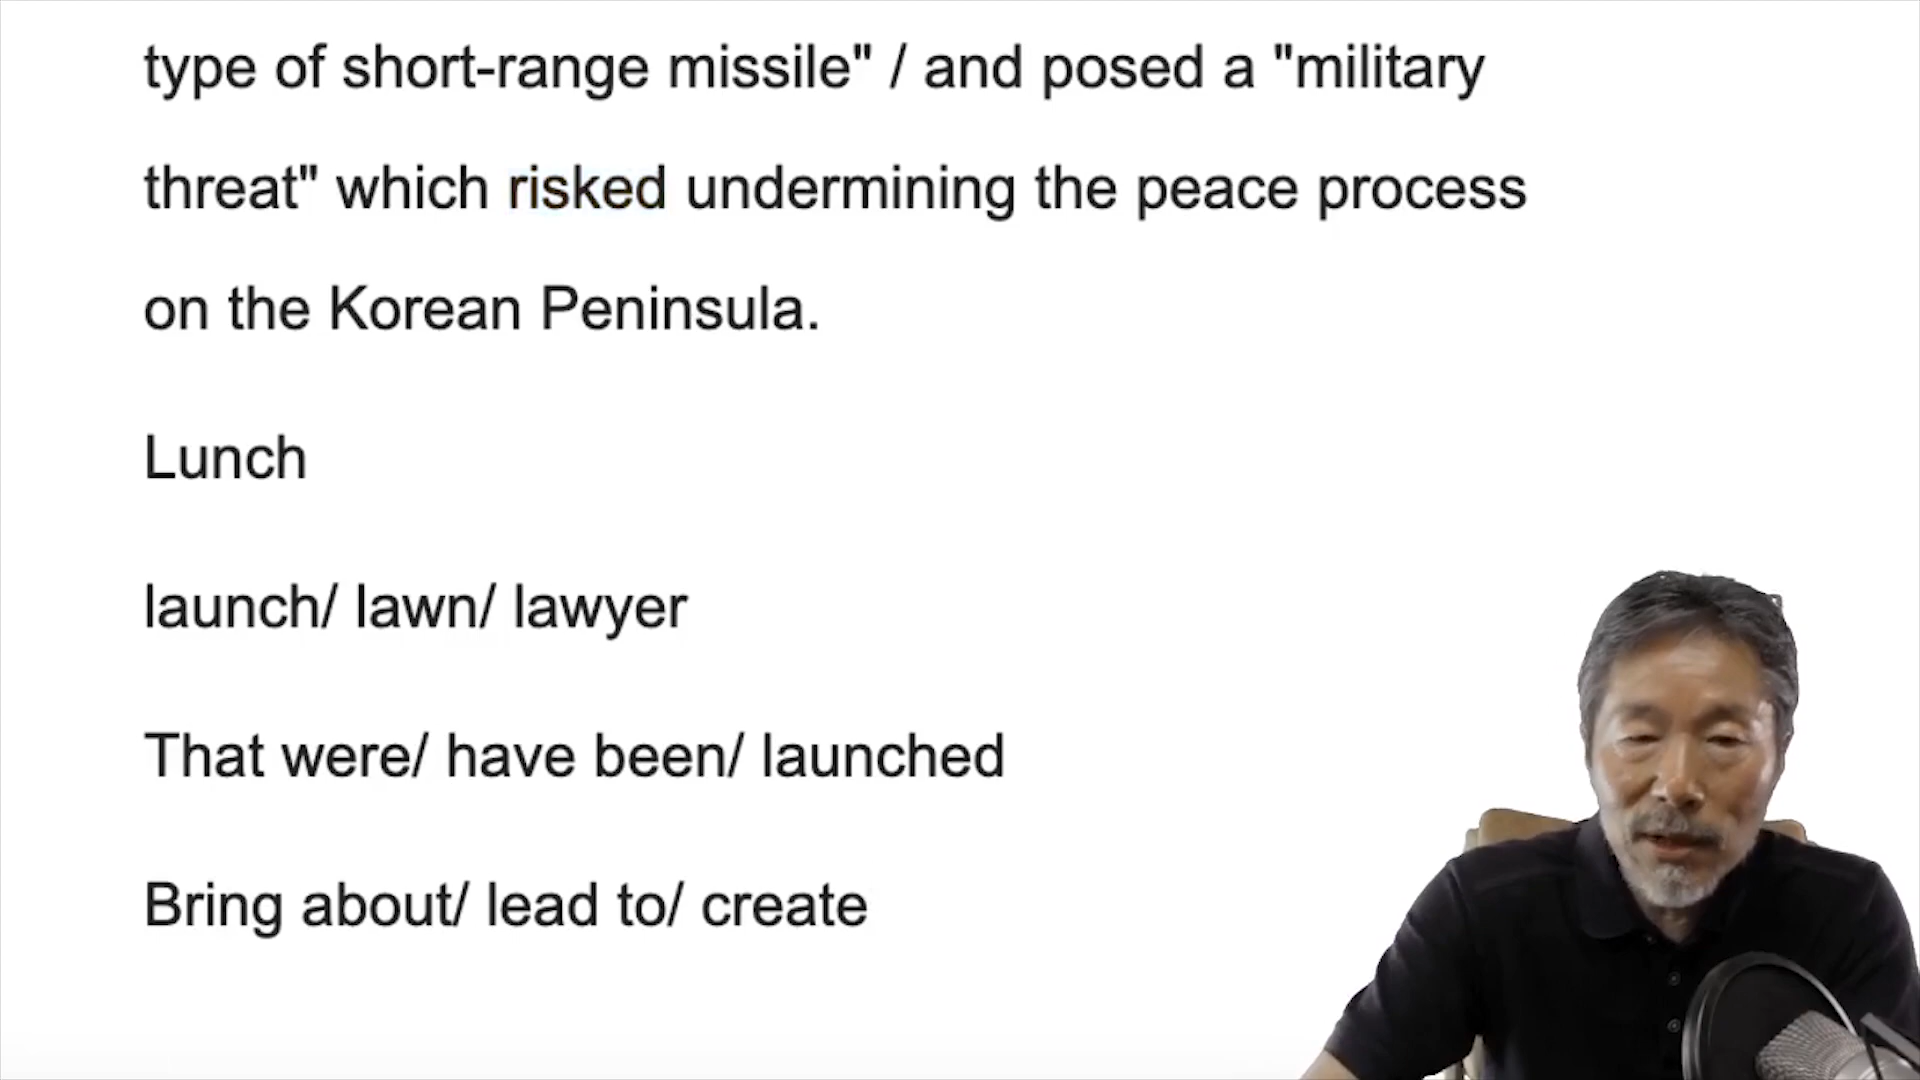 type of short-range missile" / and posed a "military
threat" which risked undermining the peace process
on the Korean Peninsula.
Lunch
launch/ lawn/ lawyer
That were/ have been/ launched
Bring about/ lead to/ create